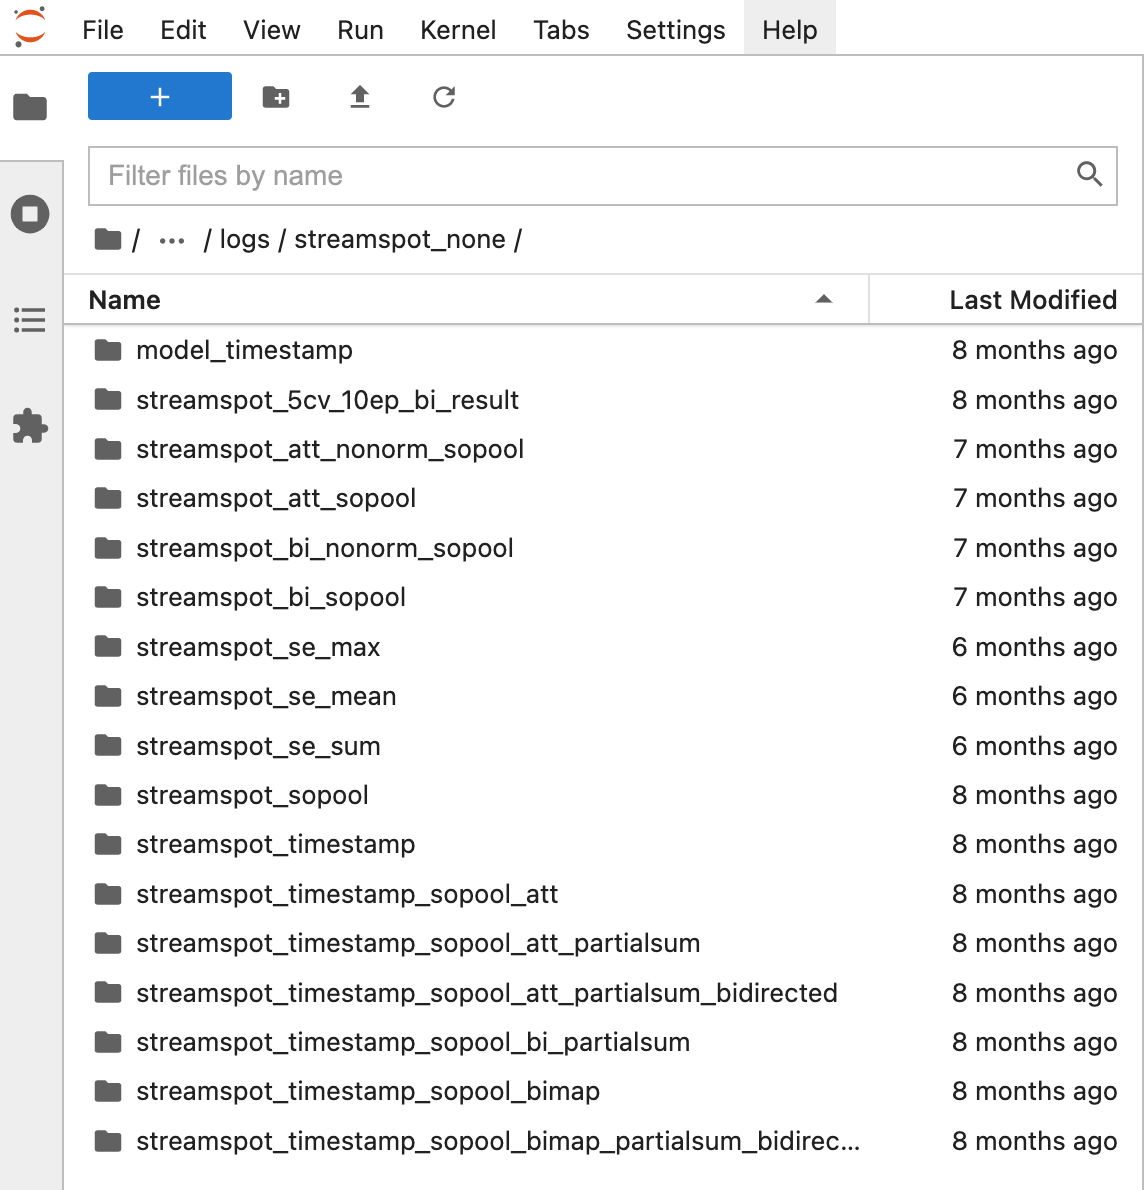 File Edit View Run Kernel Tabs Settings Help
+
Filter files by name
/ ... / logs / streamspot_none /
Name Last Modified
model_timestamp 8 months ago
streamspot_5cv_10ep_bi_result 8 months ago
streamspot_att_nonorm_sopool 7 months ago
streamspot_att_sopool 7 months ago
streamspot_bi_nonorm_sopool 7 months ago
streamspot_bi_sopool 7 months ago
streamspot_se_max 6 months ago
streamspot_se_mean 6 months ago
streamspot_se_sum 6 months ago
streamspot_sopool 8 months ago
streamspot_timestamp 8 months ago
streamspot_timestamp_sopool_att 8 months ago
streamspot_timestamp_sopool_att_partialsum 8 months ago
streamspot_timestamp_sopool_att_partialsum_bidirected 8 months ago
streamspot_timestamp_sopool_bi_partialsum 8 months ago
streamspot_timestamp_sopool_bimap 8 months ago
streamspot_timestamp_sopool_bimap_partialsum_bidirec... 8 months ago